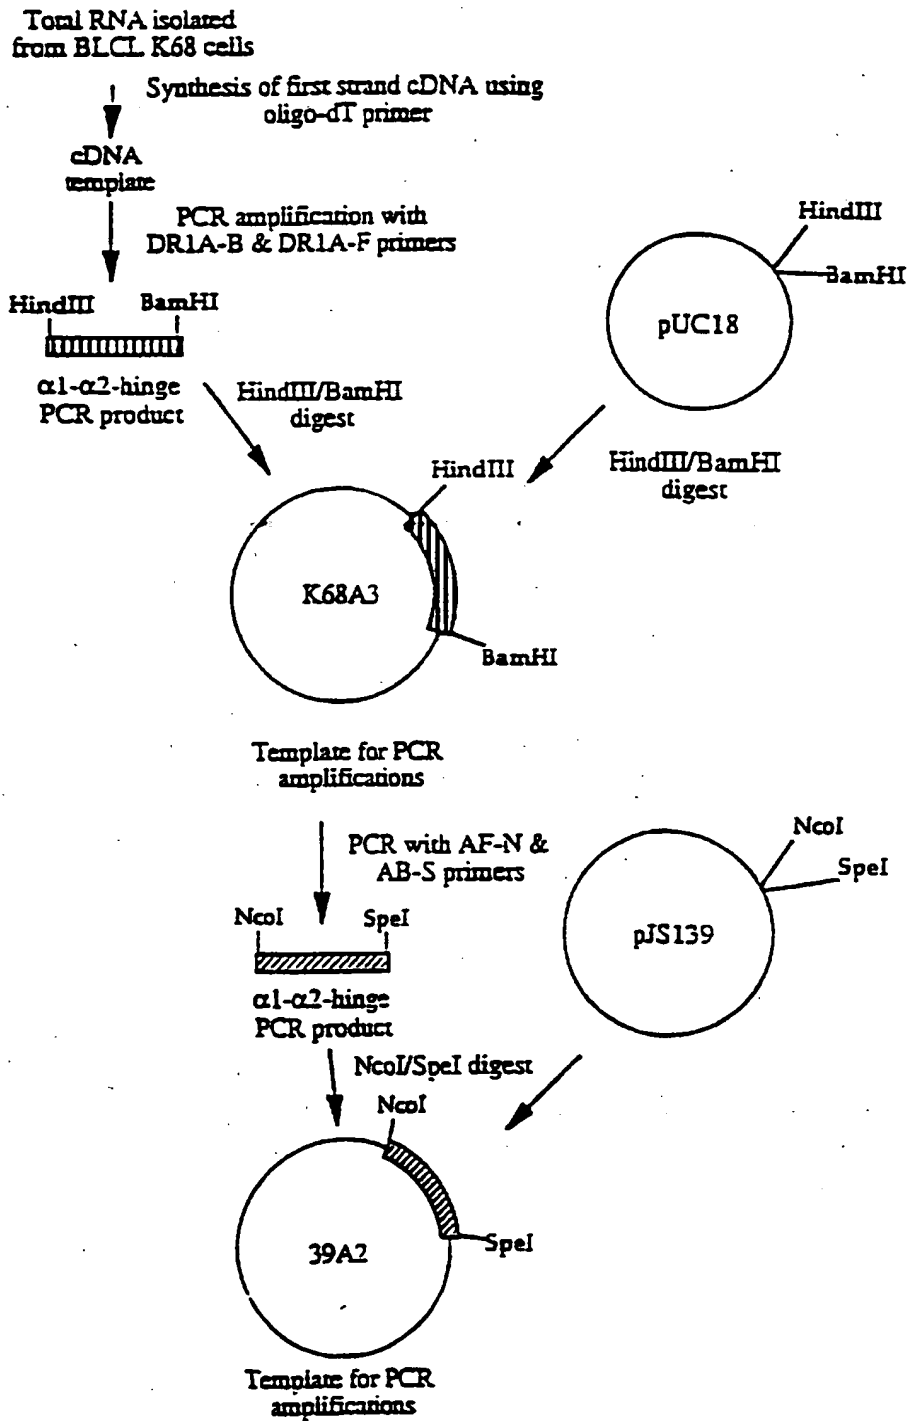 Total RNA isolated
from BLCL K68 cells
Synthesis of first strand cDNA using
oligo-dT primer
cDNA
template
PCR amplification with
DR1A-B & DR1A-F primers
HindIII
BamHI
HindIII
BamHI
pUC18
α1-α2-hinge
PCR product
HindIII/BamHI
digest
HindIII/BamHI
digest
HindIII
K68A3
BamHI
Template for PCR
amplifications
PCR with AF-N &
AB-S primers
NcoI
SpeI
NcoI
SpeI
pJS139
α1-α2-hinge
PCR product
NcoI/SpeI digest
NcoI
39A2
SpeI
Template for PCR
amplifications